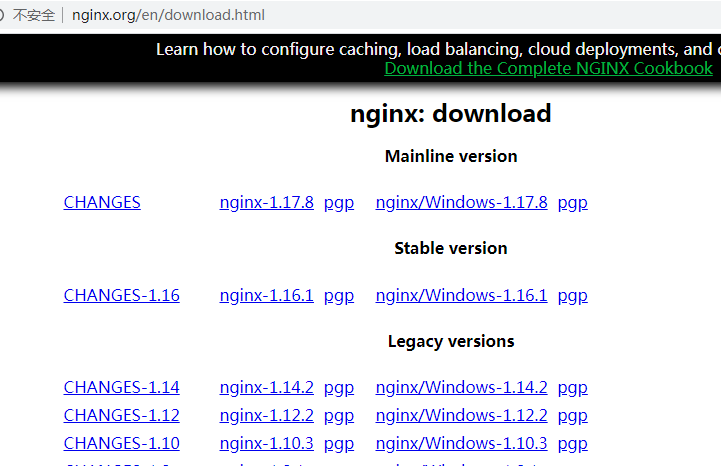 不安全 nginx.org/en/download.html
Learn how to configure caching, load balancing, cloud deployments, and
Download the Complete NGINX Cookbook
nginx: download
Mainline version
CHANGES nginx-1.17.8 pgp nginx/Windows-1.17.8 pgp
Stable version
CHANGES-1.16 nginx-1.16.1 pgp nginx/Windows-1.16.1 pgp
Legacy versions
CHANGES-1.14 nginx-1.14.2 pgp nginx/Windows-1.14.2 pgp
CHANGES-1.12 nginx-1.12.2 pgp nginx/Windows-1.12.2 pgp
CHANGES-1.10 nginx-1.10.3 pgp nginx/Windows-1.10.3 pgp